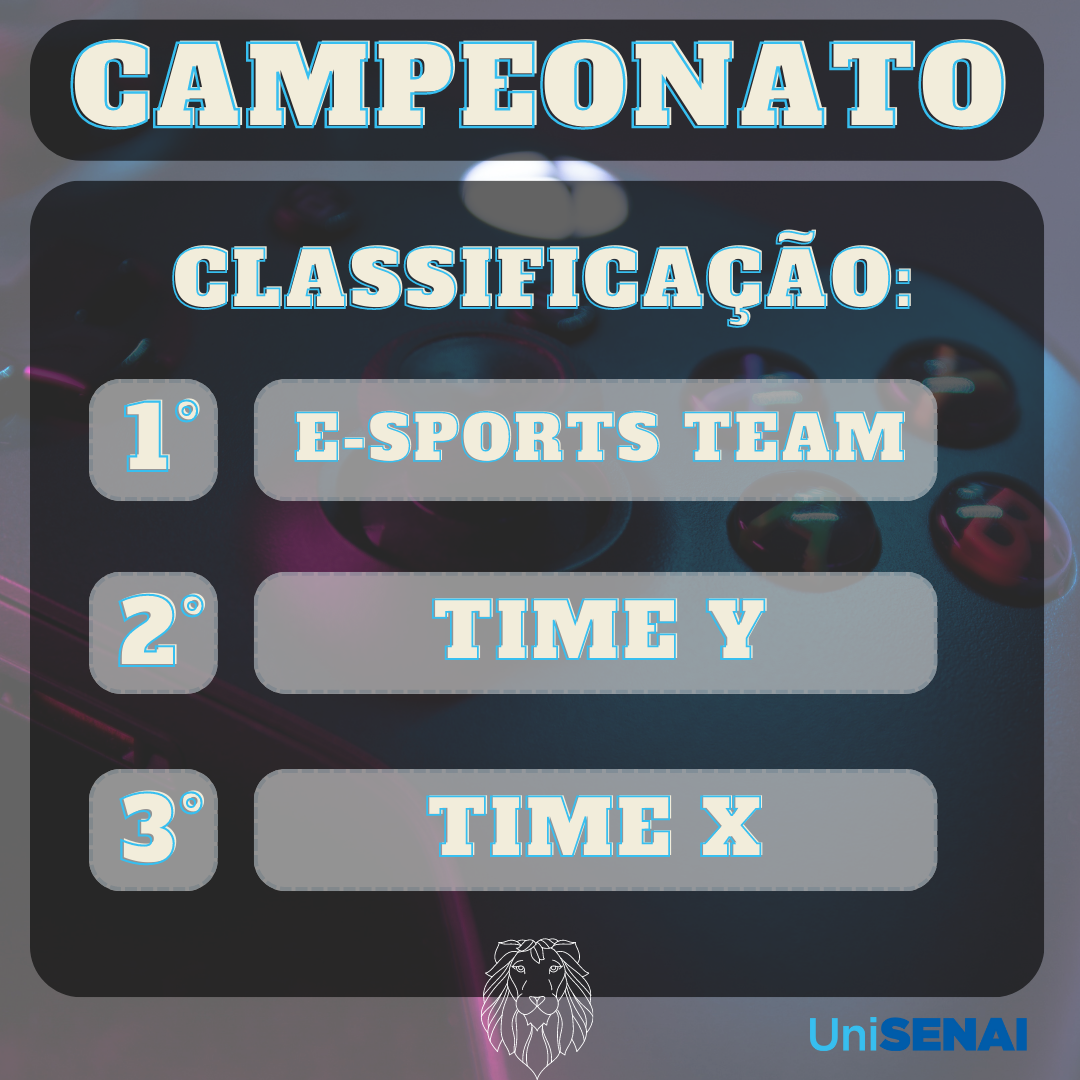 CAMPEONATO
CLASSIFICAÇÃO:
1° E-SPORTS TEAM
2° TIME Y
3° TIME X
UniSENAI